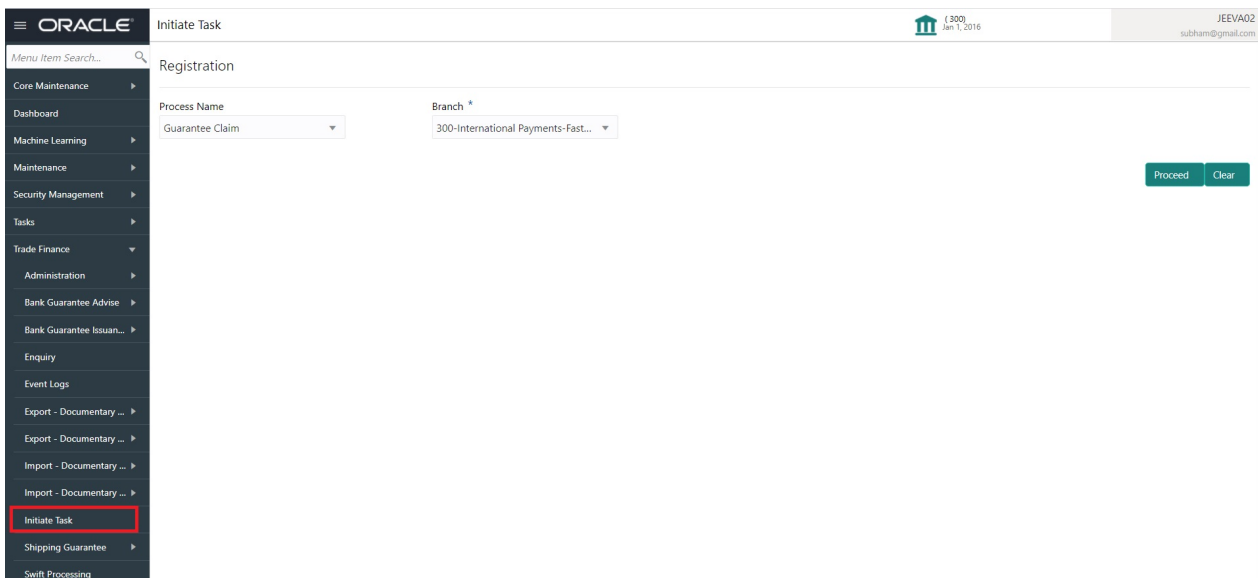 ORACLE
Initiate Task
( 300)
Jan 1, 2016
JEEVA02
subham@gmail.com
Menu Item Search...
Core Maintenance
Dashboard
Machine Learning
Maintenance
Security Management
Tasks
Trade Finance
Administration
Bank Guarantee Advise
Bank Guarantee Issuan...
Enquiry
Event Logs
Export - Documentary ...
Export - Documentary ...
Import - Documentary ...
Import - Documentary ...
Initiate Task
Shipping Guarantee
Swift Processing
Registration
Process Name
Guarantee Claim
Branch *
300-International Payments-Fast...
Proceed
Clear